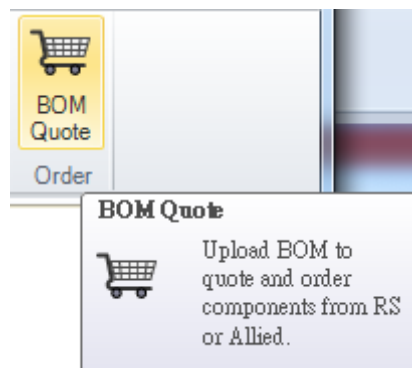 BOM
Quote
Order
BOM Quote
Upload BOM to
quote and order
components from RS
or Allied.